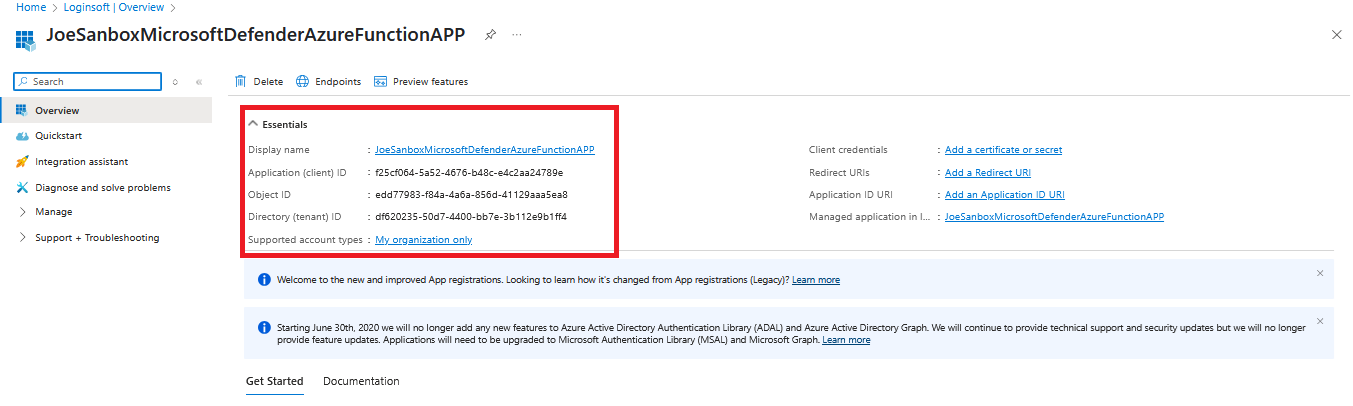 Home > Loginsoft | Overview >
JoeSanboxMicrosoftDefenderAzureFunctionAPP
Search
Overview
Quickstart
Integration assistant
Diagnose and solve problems
Manage
Support + Troubleshooting
Delete Endpoints Preview features
Essentials
Display name : JoeSanboxMicrosoftDefenderAzureFunctionAPP
Application (client) ID : f25cf064-5a52-4676-b48c-e4c2aa24789e
Object ID : edd77983-f84a-4a6a-856d-41129aaa5ea8
Directory (tenant) ID : df620235-50d7-4400-bb7e-3b112e9b1ff4
Supported account types : My organization only
Client credentials : Add a certificate or secret
Redirect URIs : Add a Redirect URI
Application ID URI : Add an Application ID URI
Managed application in l... : JoeSanboxMicrosoftDefenderAzureFunctionAPP
Welcome to the new and improved App registrations. Looking to learn how it's changed from App registrations (Legacy)? Learn more
Starting June 30th, 2020 we will no longer add any new features to Azure Active Directory Authentication Library (ADAL) and Azure Active Directory Graph. We will continue to provide technical support and security updates but we will no longer
provide feature updates. Applications will need to be upgraded to Microsoft Authentication Library (MSAL) and Microsoft Graph. Learn more
Get Started Documentation